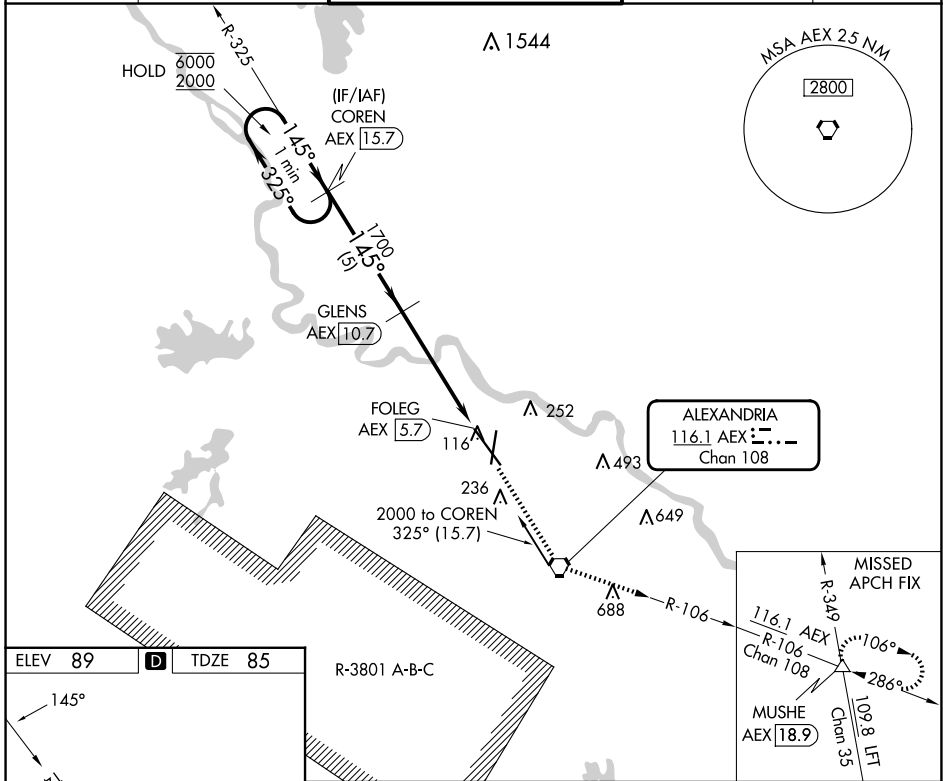 R-325
1544
MSA AEX 25 NM
2800
HOLD 6000
2000
(IF/IAF)
COREN
AEX 15.7
145°
1 min
325°
1700
145°
(5)
GLENS
AEX 10.7
FOLEG
AEX 5.7
116
252
ALEXANDRIA
116.1 AEX
Chan 108
493
236
649
2000 to COREN
325° (15.7)
688
R-106
MISSED
APCH FIX
R-349
116.1 AEX
R-106
Chan 108
106°
286°
MUSHE
AEX 18.9
109.8 LFT
Chan 35
R-3801 A-B-C
ELEV 89 D TDZE 85
145°